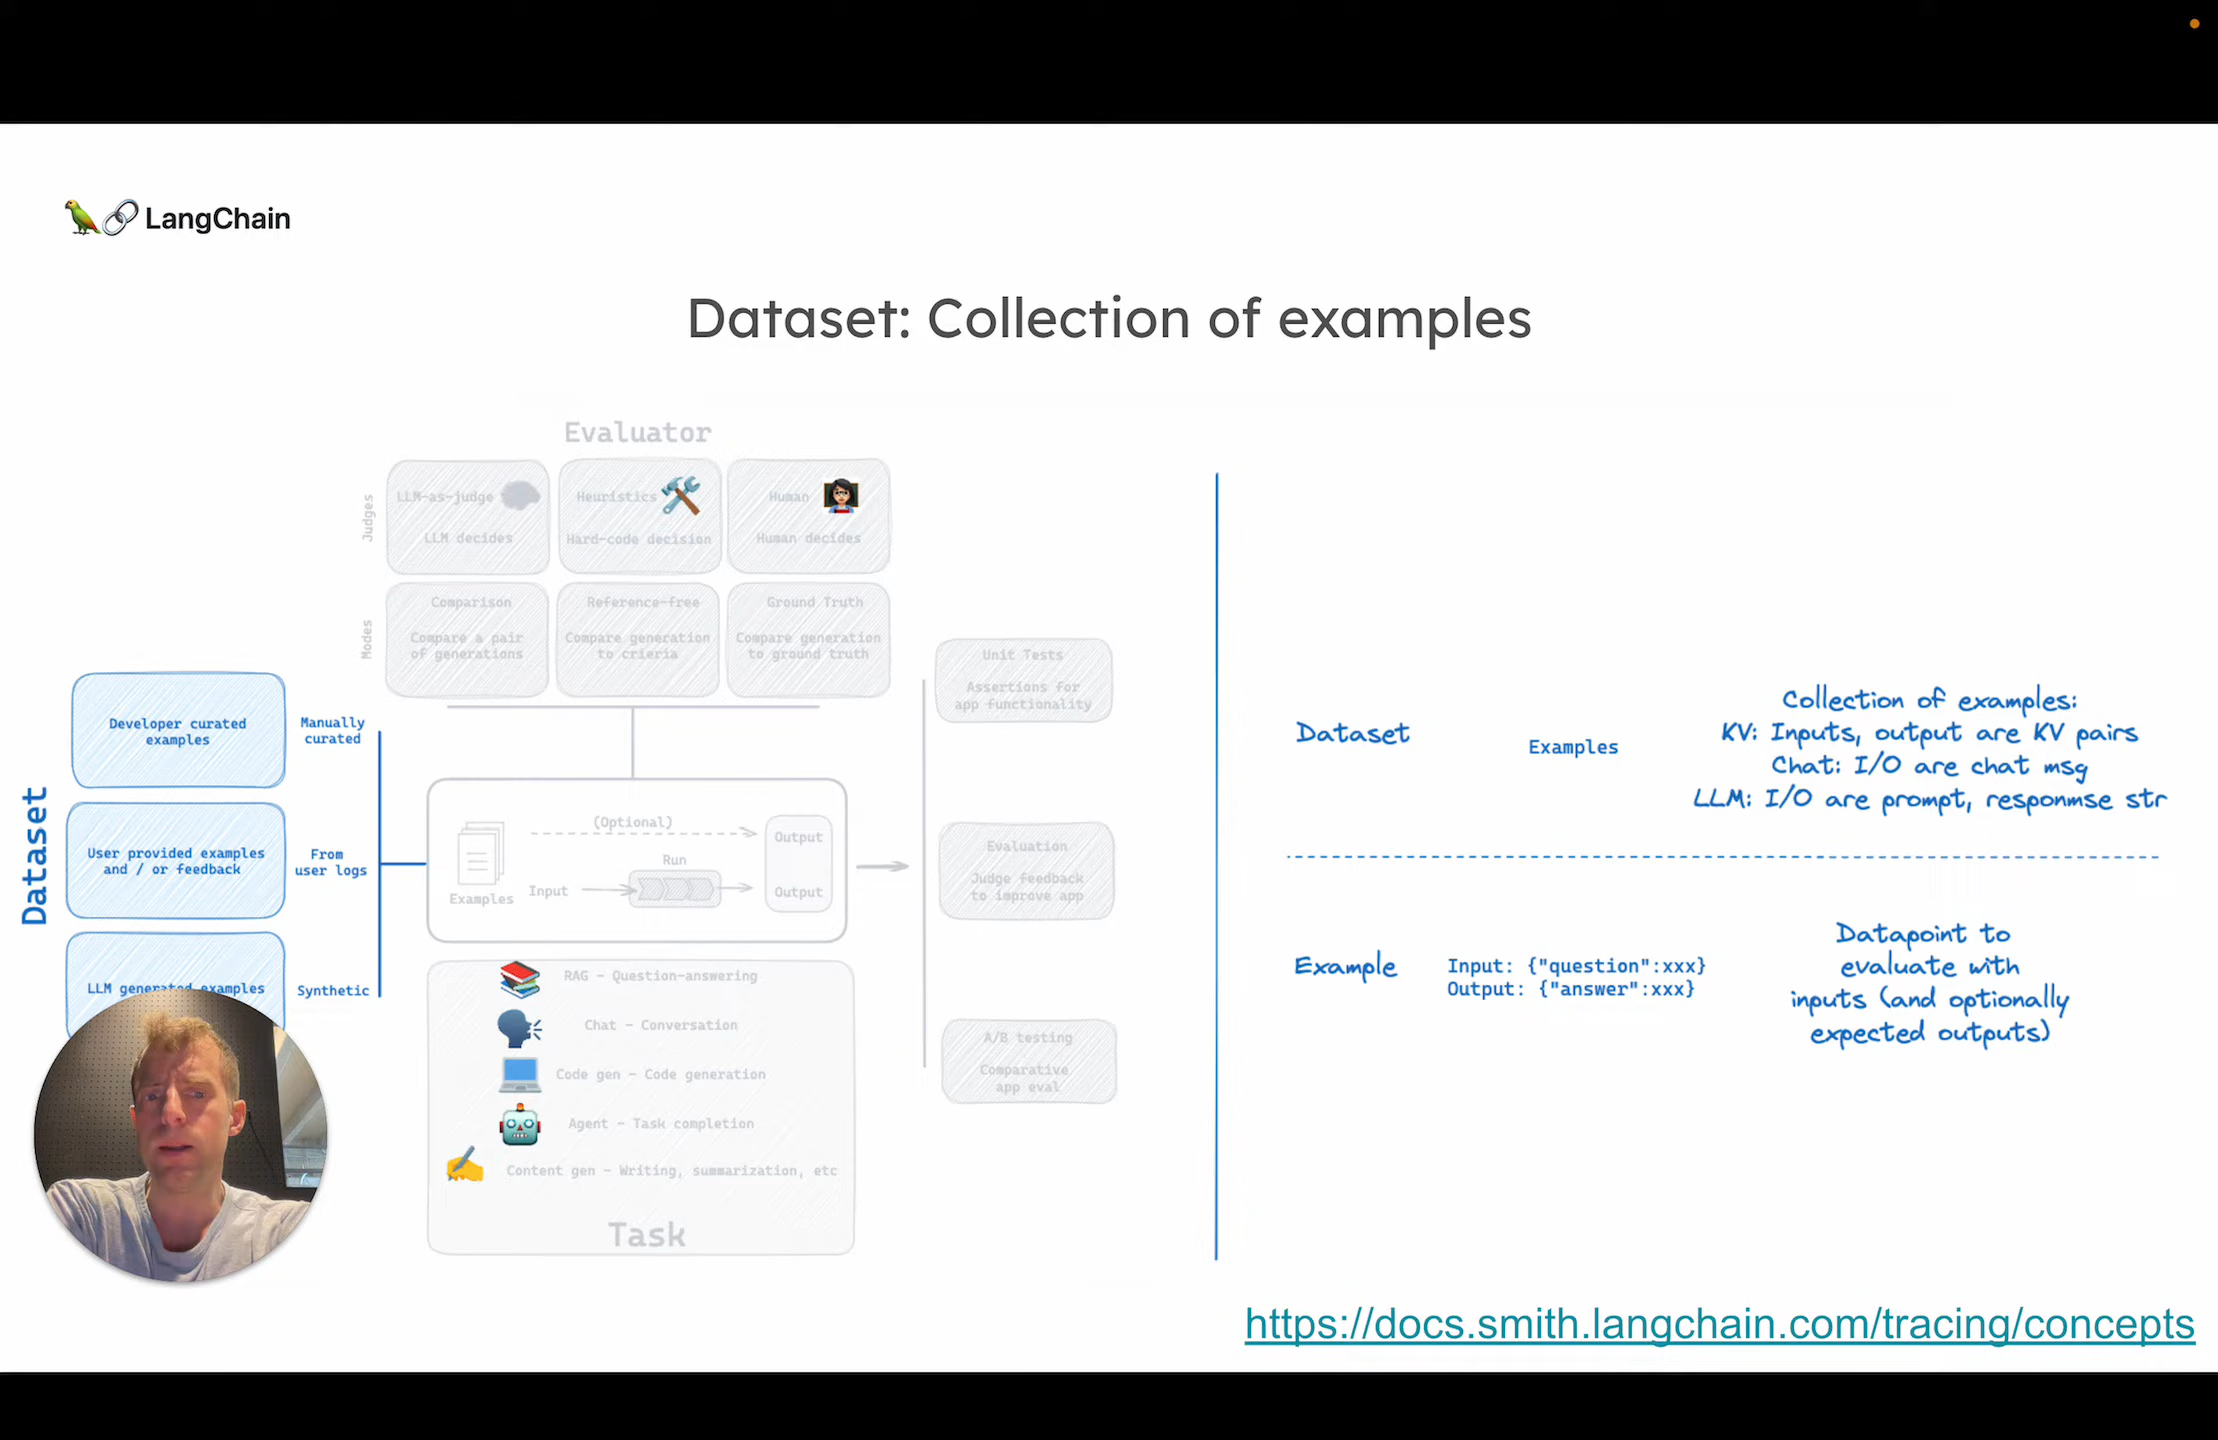 LangChain
Dataset: Collection of examples
Evaluator
Judges
LLM-as-judge
LLM decides
Heuristics
Hard-code decision
Human
Human decides
Modes
Comparison
Compare a pair
of generations
Reference-free
Compare generation
to crieria
Ground Truth
Compare generation
to ground truth
Dataset
Developer curated
examples
Manually
curated
User provided examples
and / or feedback
From
user logs
LLM generated examples
Synthetic
Examples
(Optional)
Input
Run
Output
Output
RAG - Question-answering
Chat - Conversation
Code gen - Code generation
Agent - Task completion
Content gen - Writing, summarization, etc
Task
Unit Tests
Assertions for
app functionality
Evaluation
Judge feedback
to improve app
A/B testing
Comparative
app eval
Dataset
Examples
Collection of examples:
KV: Inputs, output are KV pairs
Chat: I/O are chat msg
LLM: I/O are prompt, responmse str
Example
Input: {"question":xxx}
Output: {"answer":xxx}
Datapoint to
evaluate with
inputs (and optionally
expected outputs)
https://docs.smith.langchain.com/tracing/concepts